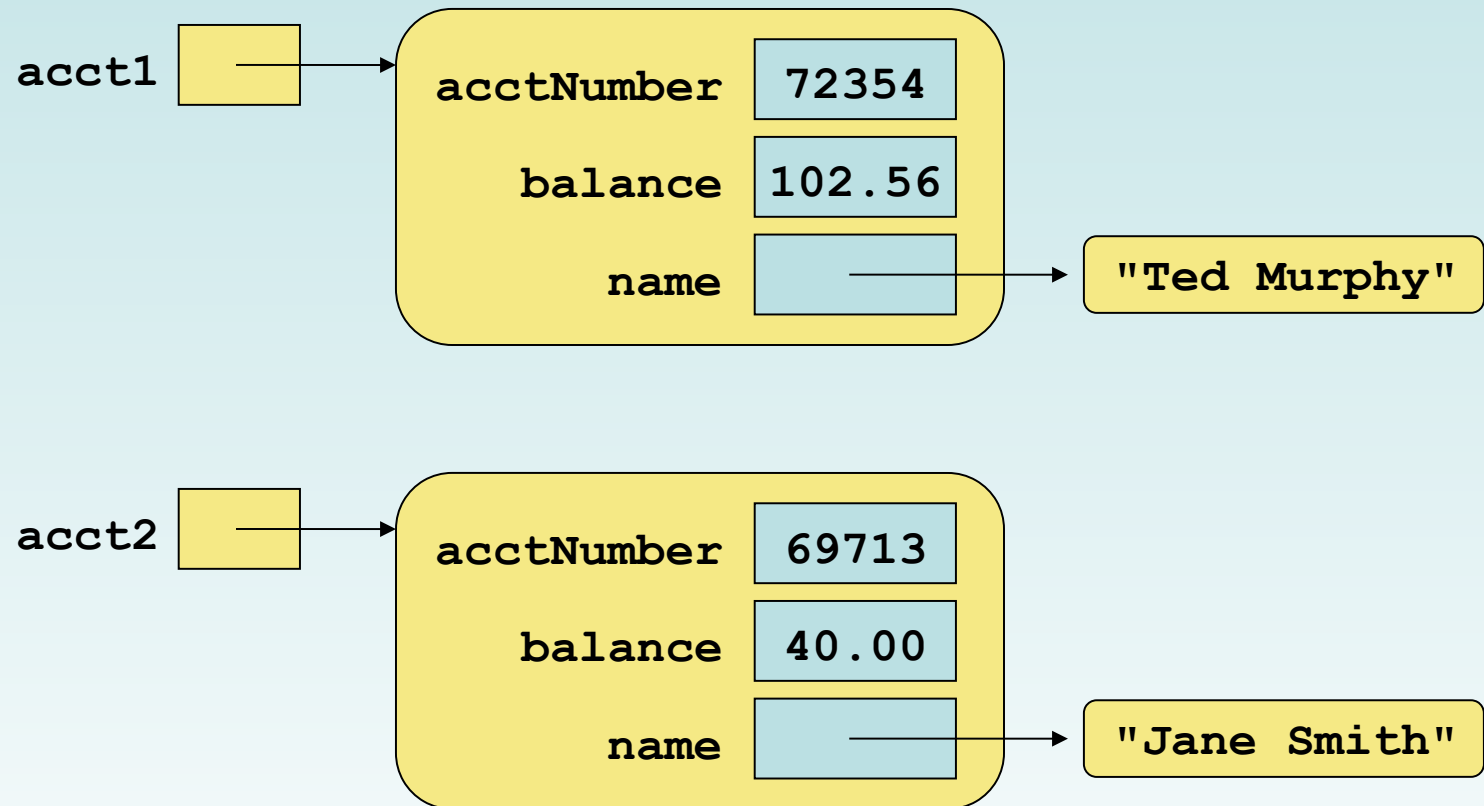 acct1
acctNumber 72354
balance 102.56
name
"Ted Murphy"
acct2
acctNumber 69713
balance 40.00
name
"Jane Smith"